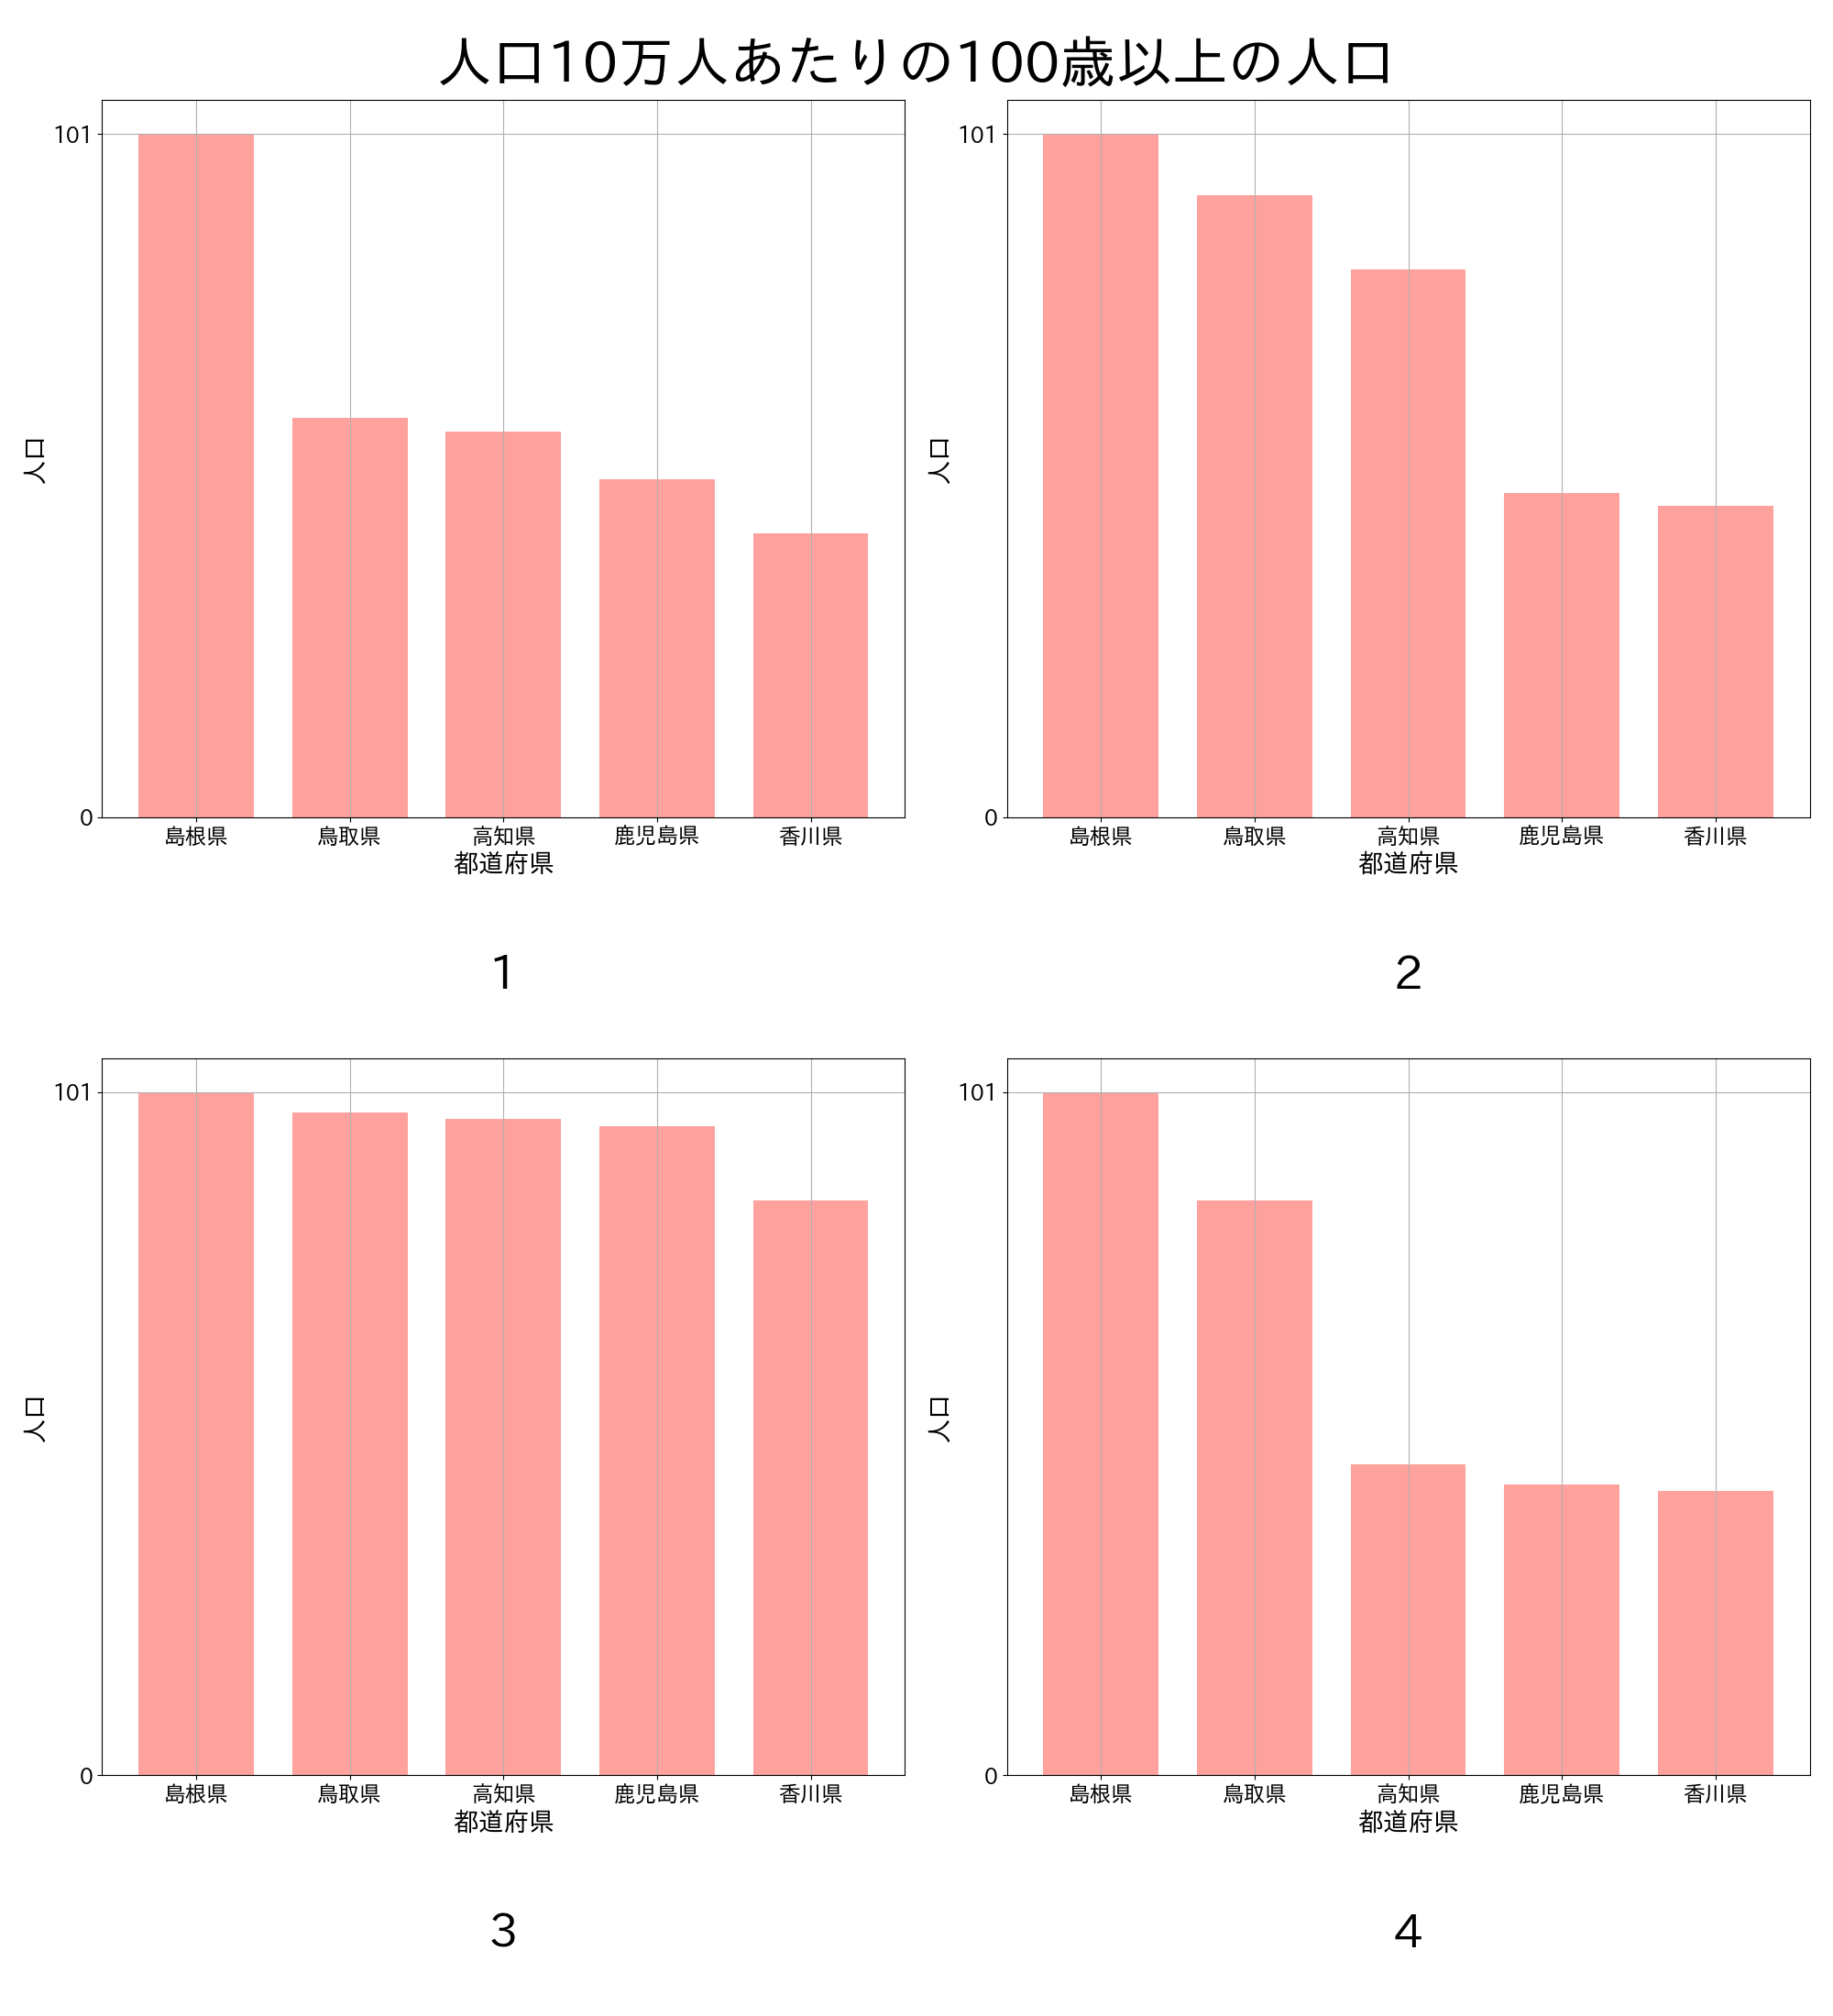 人口10万人あたりの100歳以上の人口
101
0
人口
島根県 鳥取県 高知県 鹿児島県 香川県
都道府県
1
101
0
人口
島根県 鳥取県 高知県 鹿児島県 香川県
都道府県
2
101
0
人口
島根県 鳥取県 高知県 鹿児島県 香川県
都道府県
3
101
0
人口
島根県 鳥取県 高知県 鹿児島県 香川県
都道府県
4